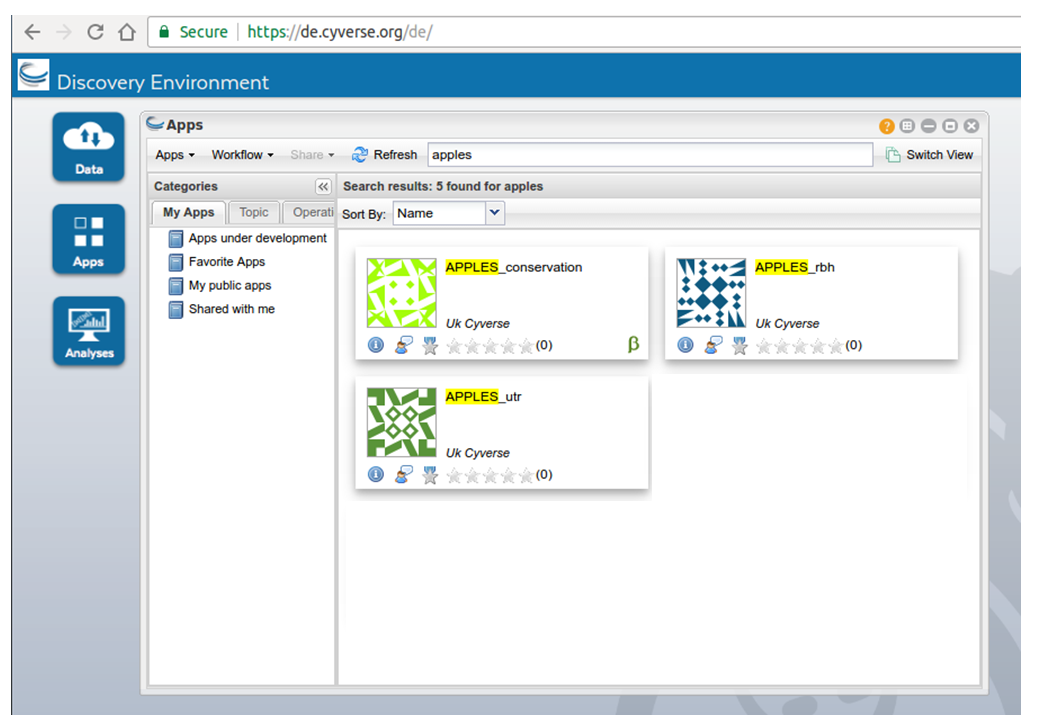 Secure | https://de.cyverse.org/de/
Discovery Environment
Data
Apps
Analyses
Apps
Apps Workflow Share Refresh apples Switch View
Categories
My Apps Topic Operati
Apps under development
Favorite Apps
My public apps
Shared with me
Search results: 5 found for apples
Sort By: Name
APPLES_conservation
Uk Cyverse
(0) β
APPLES_rbh
Uk Cyverse
(0)
APPLES_utr
Uk Cyverse
(0)